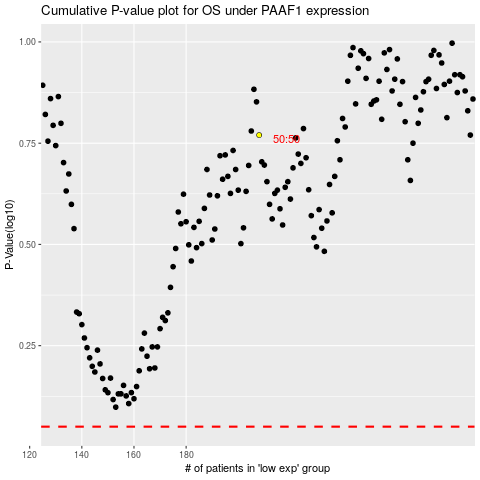 Cumulative P-value plot for OS under PAAF1 expression
1.00
0.75
0.50
0.25
50:50
P-Value(log10)
120 140 160 180
# of patients in 'low exp' group